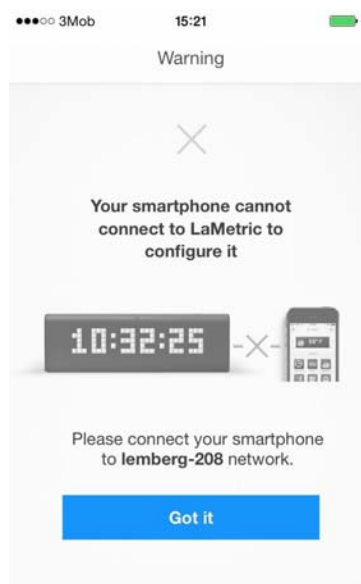 3Mob 15:21
Warning
Your smartphone cannot
connect to LaMetric to
configure it
10:32:25
Please connect your smartphone
to lemberg-208 network.
Got it